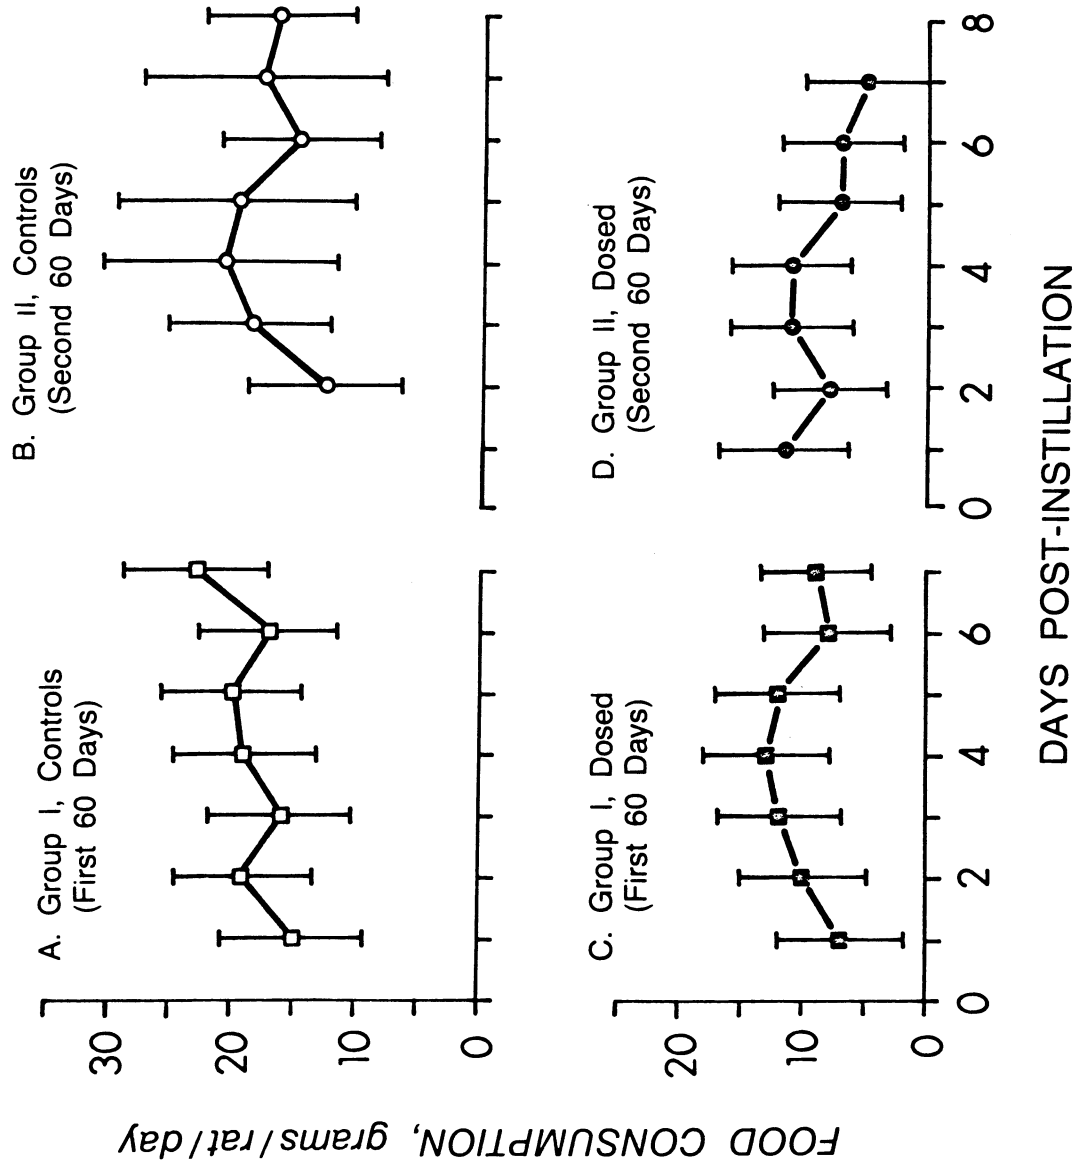 A. Group I, Controls
(First 60 Days)
B. Group II, Controls
(Second 60 Days)
30
20
10
0
C. Group I, Dosed
(First 60 Days)
D. Group II, Dosed
(Second 60 Days)
20
10
0
0 2 4 6
0 2 4 6 8
DAYS POST-INSTILLATION
FOOD CONSUMPTION, grams/rat/day